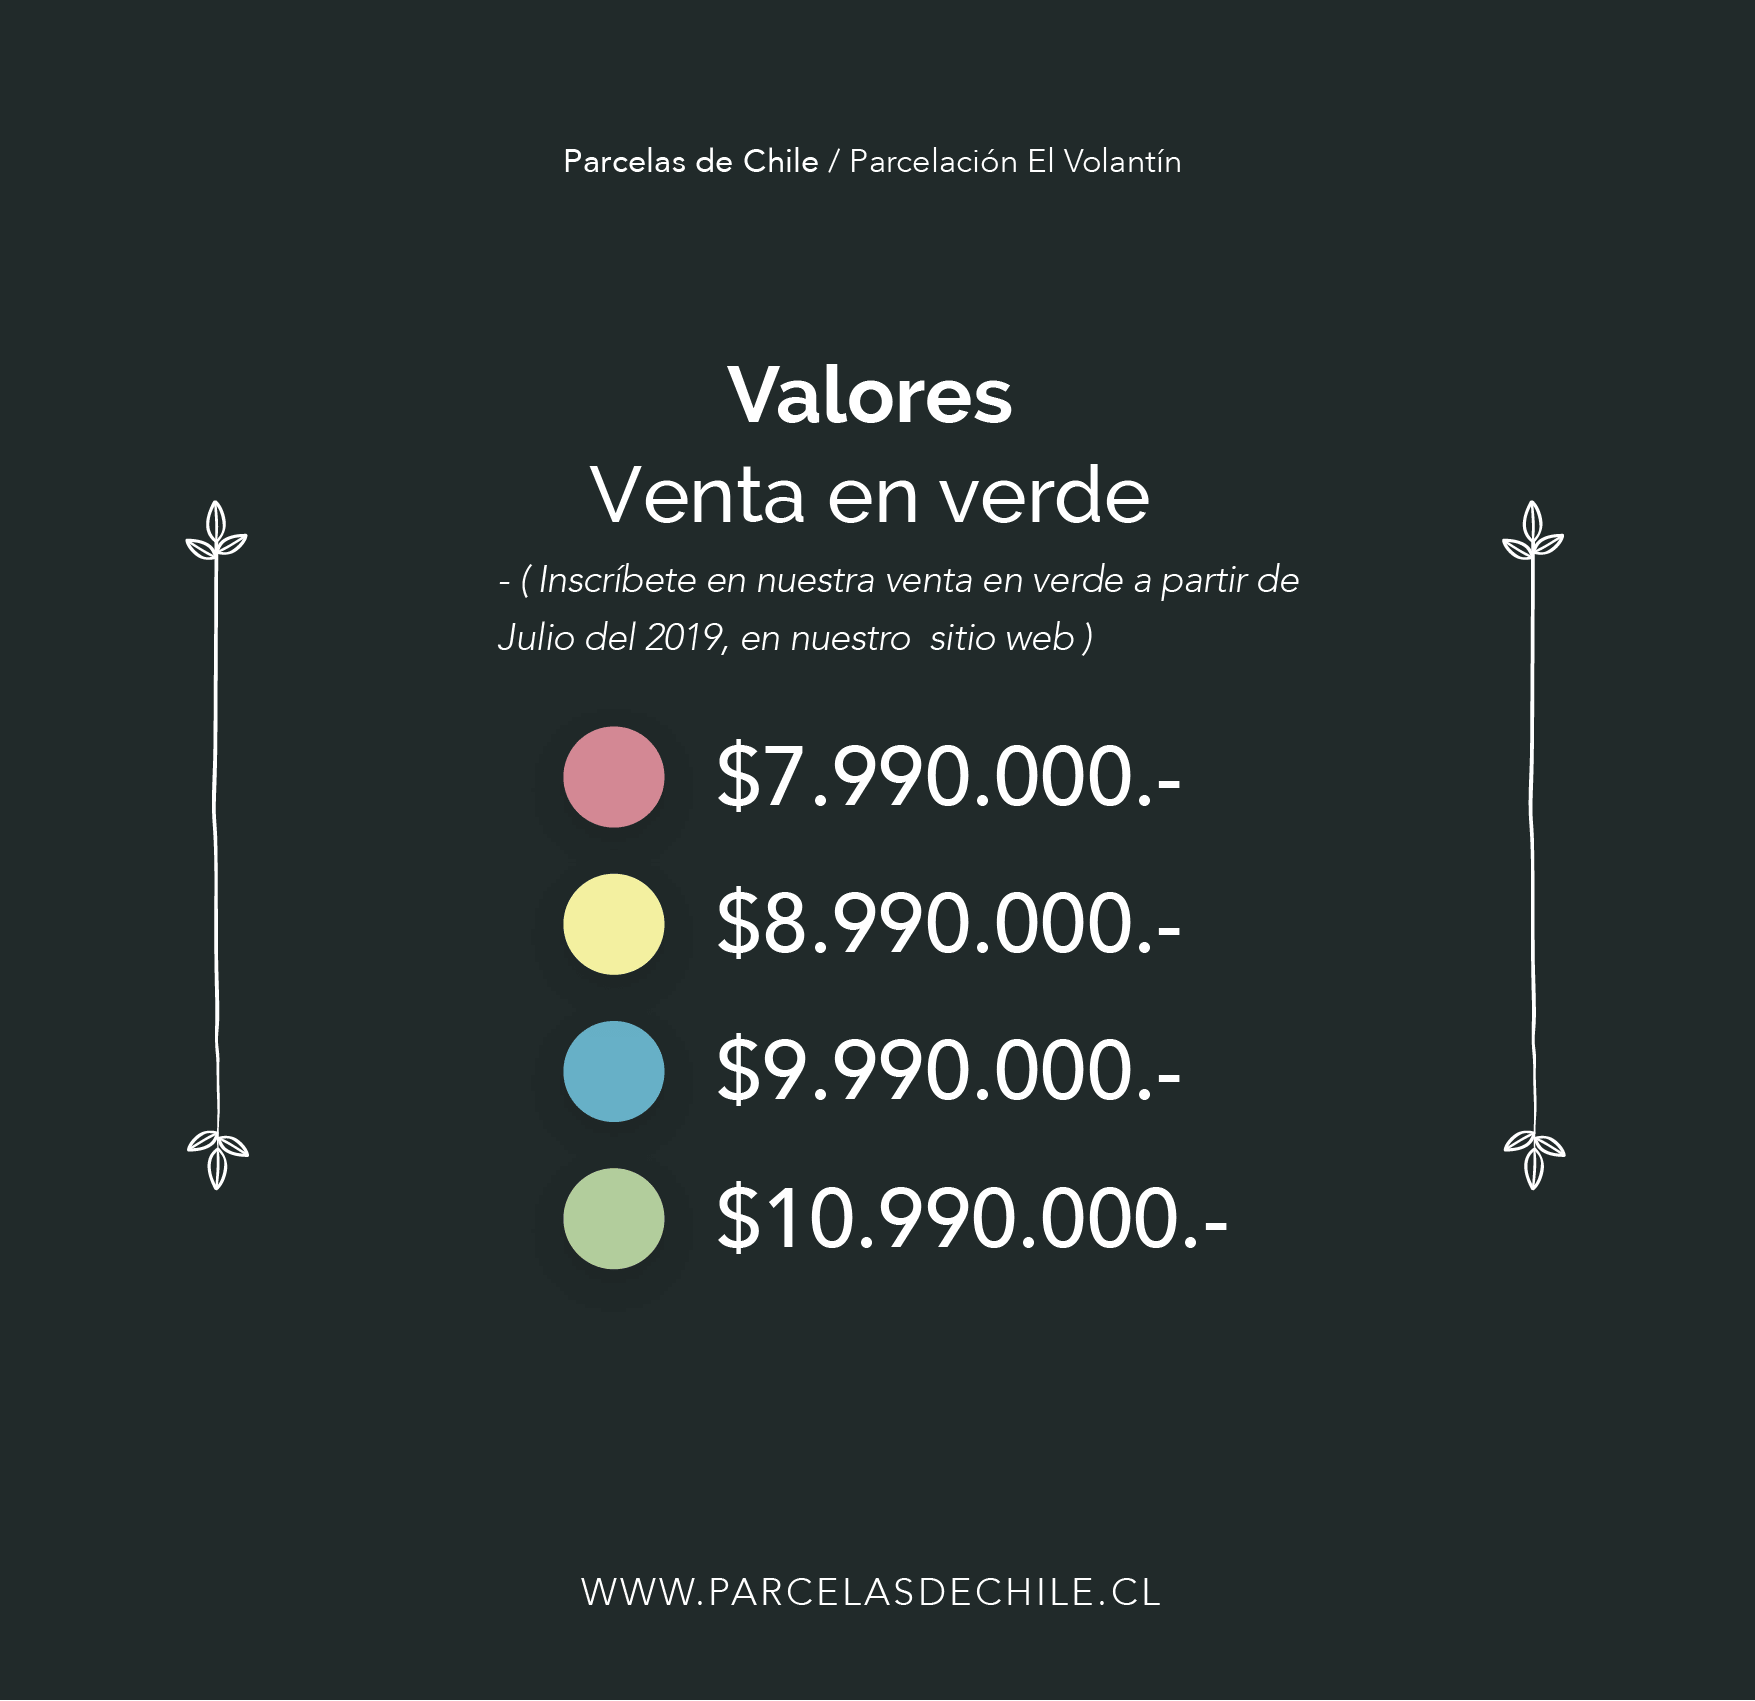 Parcelas de Chile / Parcelación El Volantín
Valores
Venta en verde
- ( Inscríbete en nuestra venta en verde a partir de
Julio del 2019, en nuestro  sitio web )
$7.990.000.-
$8.990.000.-
$9.990.000.-
$10.990.000.-
WWW.PARCELASDECHILE.CL